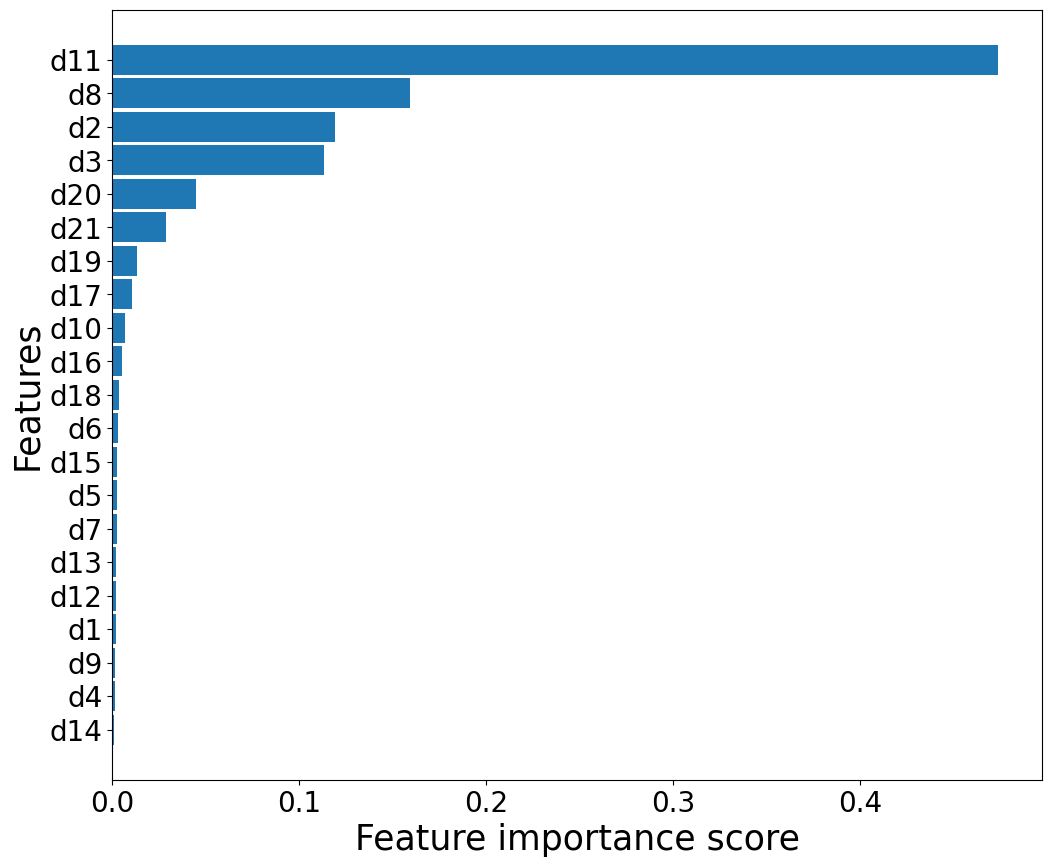 d11
d8
d2
d3
d20
d21
d19
d17
d10
d16
d18
d6
d15
d5
d7
d13
d12
d1
d9
d4
d14
Features
0.0 0.1 0.2 0.3 0.4
Feature importance score